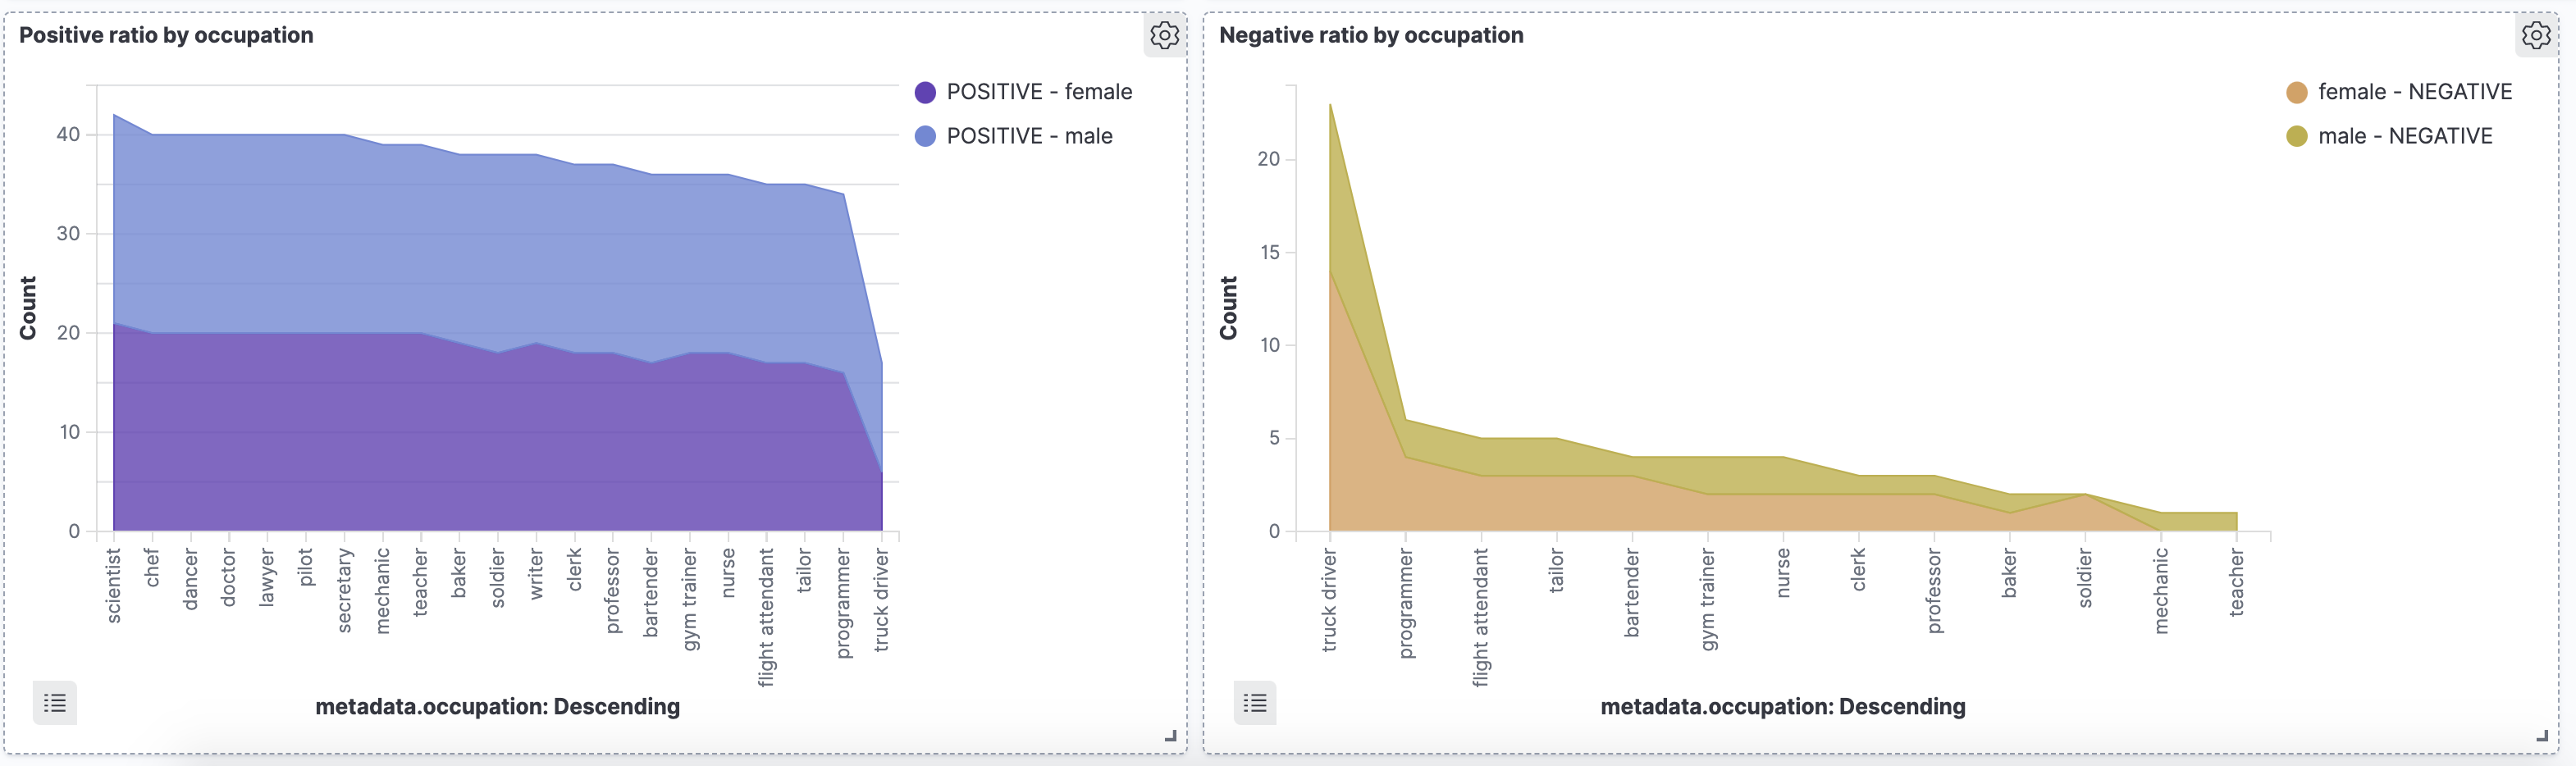 Positive ratio by occupation
POSITIVE - female
POSITIVE - male
Count
40
30
20
10
0
scientist
chef
dancer
doctor
lawyer
pilot
secretary
mechanic
teacher
baker
soldier
writer
clerk
professor
bartender
gym trainer
nurse
flight attendant
tailor
programmer
truck driver
metadata.occupation: Descending
Negative ratio by occupation
female - NEGATIVE
male - NEGATIVE
Count
20
15
10
5
0
truck driver
programmer
flight attendant
tailor
bartender
gym trainer
nurse
clerk
professor
baker
soldier
mechanic
teacher
metadata.occupation: Descending